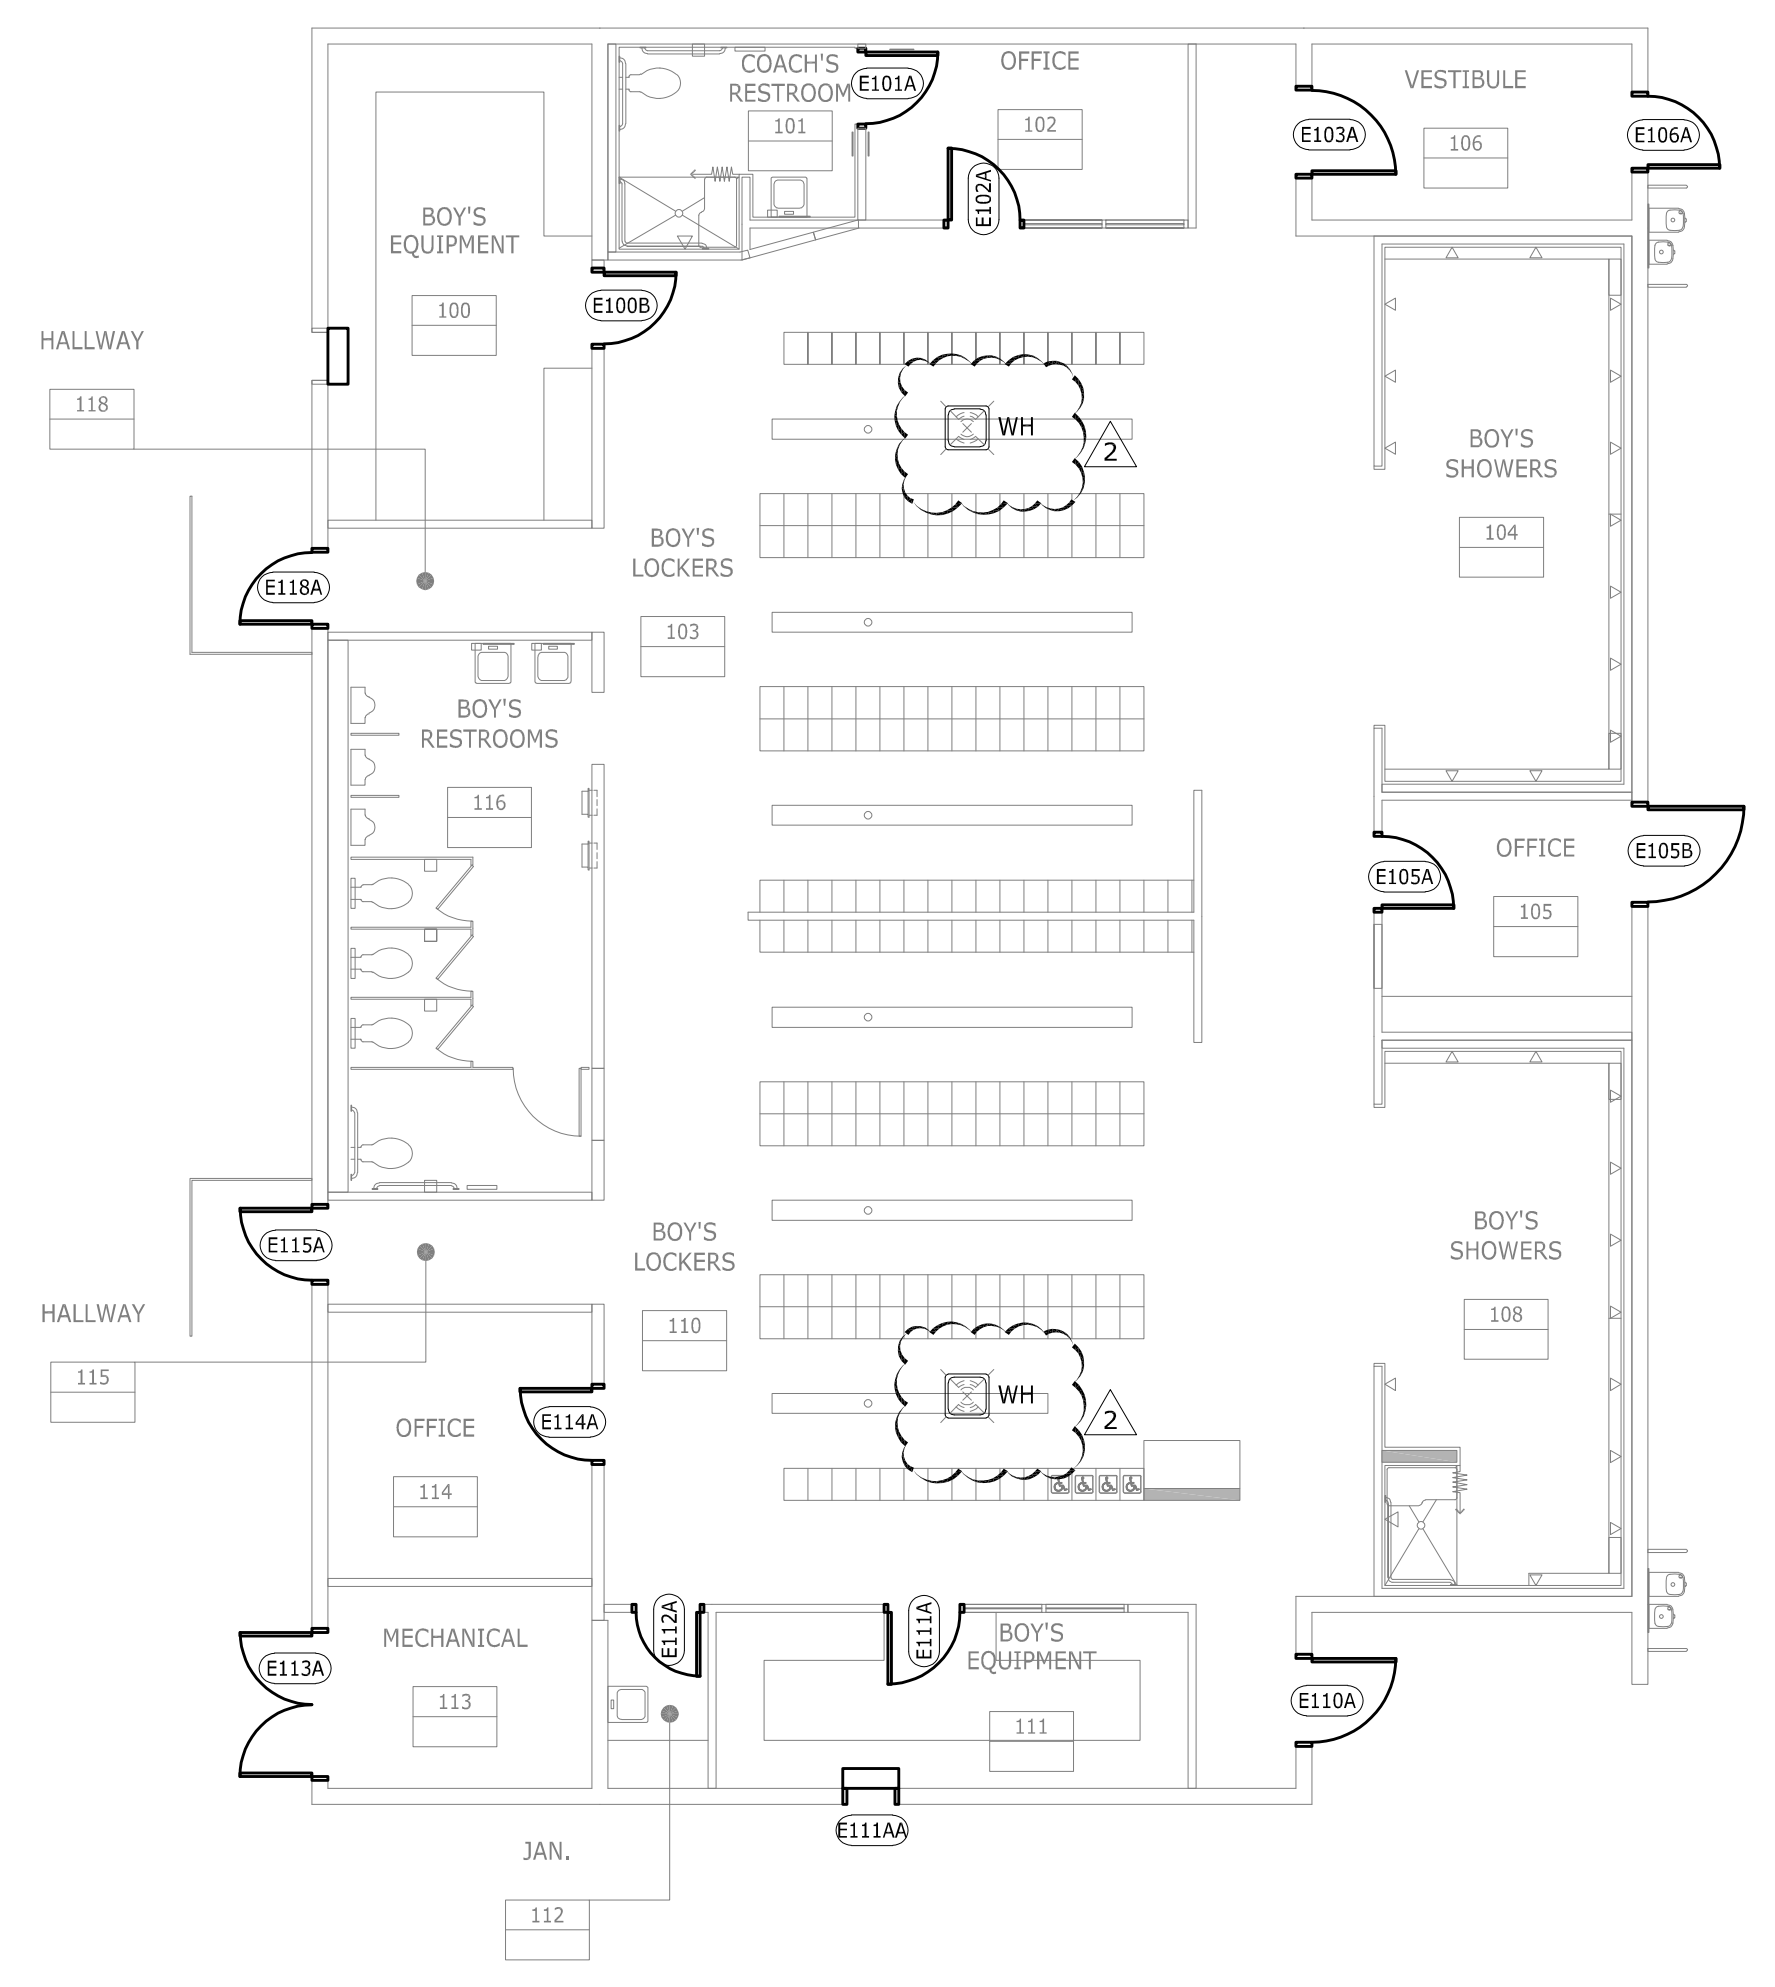 COACH'S
RESTROOM
101
E101A
OFFICE
102
E102A
VESTIBULE
106
E103A
E106A
BOY'S
EQUIPMENT
100
E100B
HALLWAY
118
E118A
WH
2
BOY'S
SHOWERS
104
BOY'S
LOCKERS
103
BOY'S
RESTROOMS
116
OFFICE
105
E105A
E105B
E115A
HALLWAY
115
BOY'S
LOCKERS
110
BOY'S
SHOWERS
108
WH
2
OFFICE
114
E114A
MECHANICAL
113
E113A
E112A
E111A
BOY'S
EQUIPMENT
111
E110A
E111AA
JAN.
112